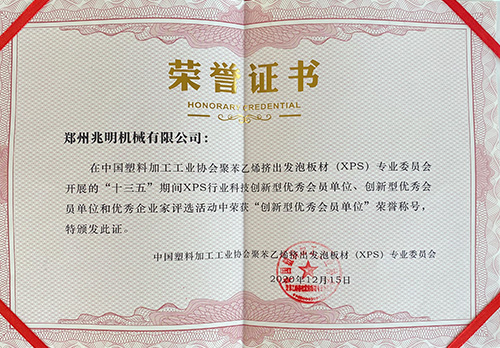 荣誉证书
HONORARY CREDENTIAL
郑州兆明机械有限公司：
在中国塑料加工工业协会聚苯乙烯挤出发泡板材（XPS）专业委员会
开展的“十三五”期间XPS行业科技创新型优秀会员单位、创新型优秀会
员单位和优秀企业家评选活动中荣获“创新型优秀会员单位”荣誉称号，
特颁发此证。
中国塑料加工工业协会聚苯乙烯挤出发泡板材（XPS）专业委员会
2020年12月15日